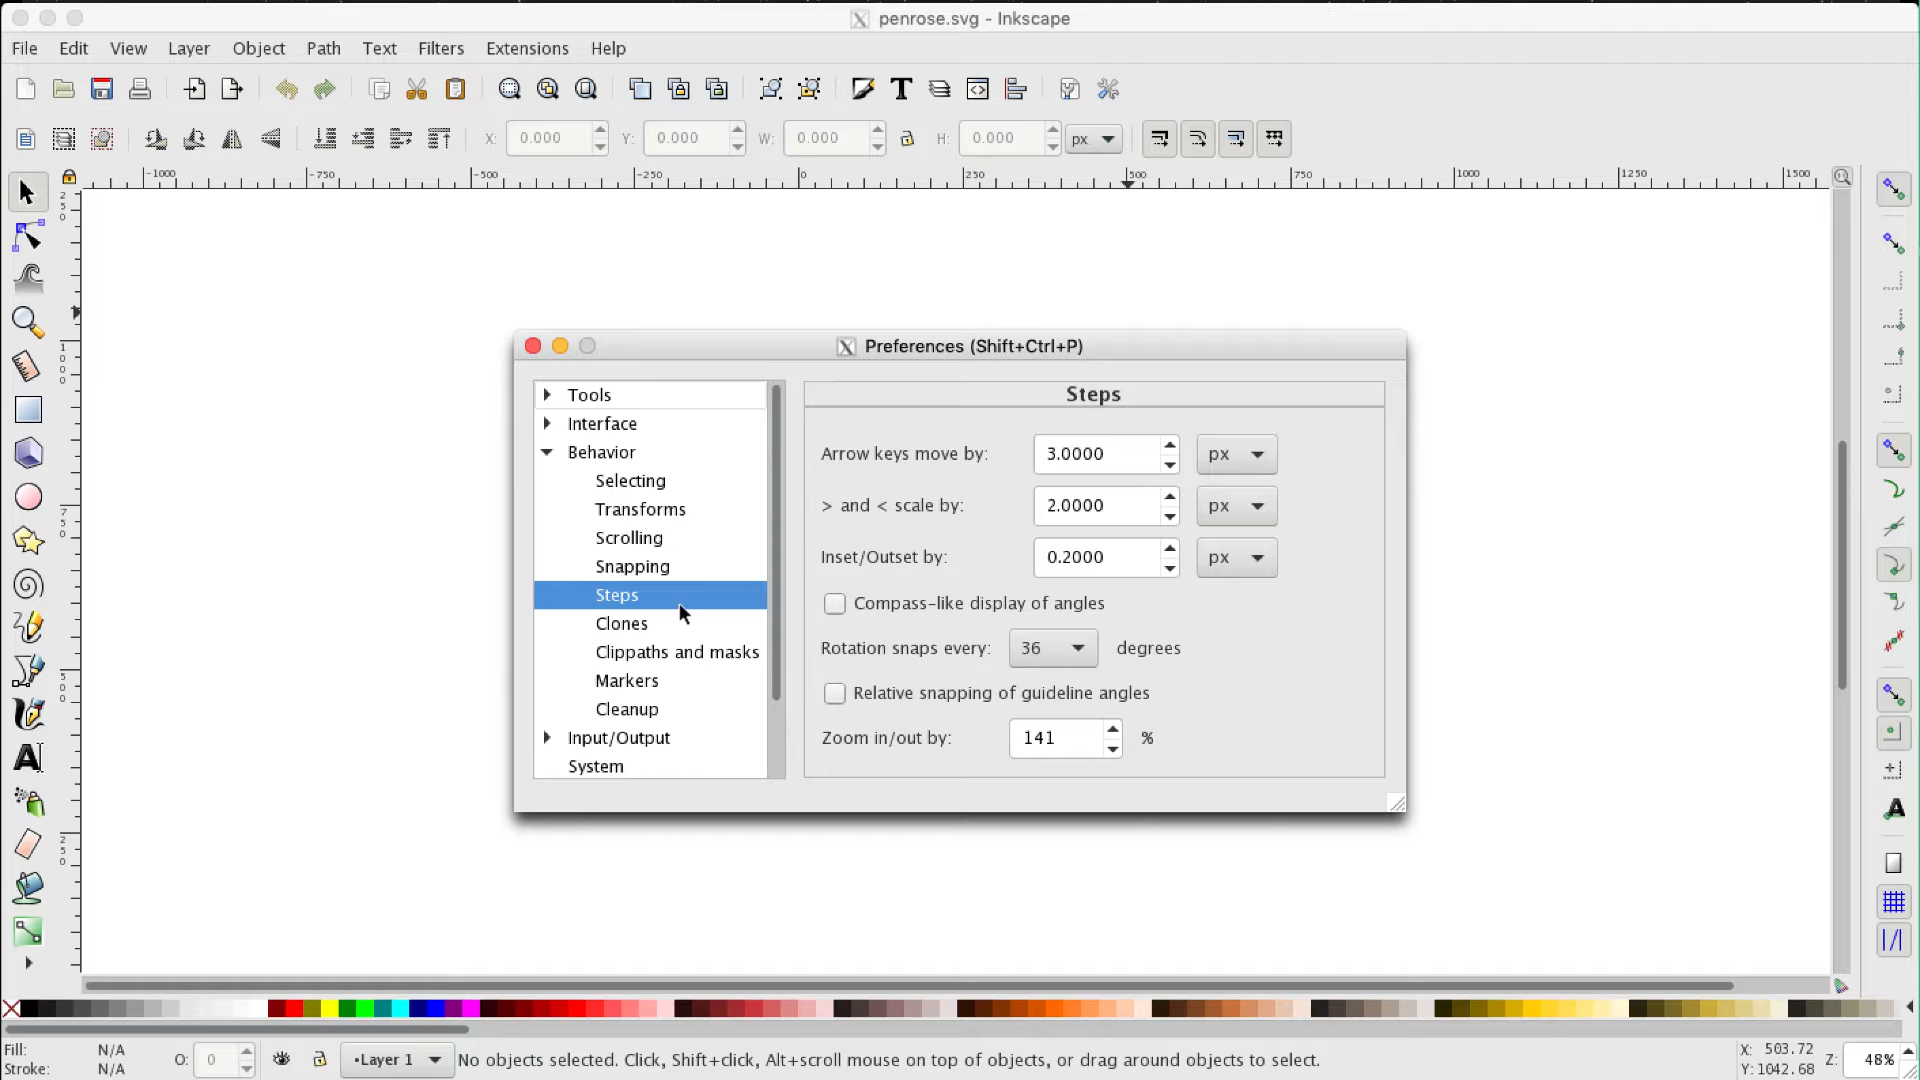 penrose.svg - Inkscape
File Edit View Layer Object Path Text Filters Extensions Help
X: 0.000 Y: 0.000 W: 0.000 H: 0.000 px
-1000 -750 -500 -250 0 250 500 750 1000 1250 1500
250
1000
750
500
250
Preferences (Shift+Ctrl+P)
Tools
Interface
Behavior
Selecting
Transforms
Scrolling
Snapping
Steps
Clones
Clippaths and masks
Markers
Cleanup
Input/Output
System
Steps
Arrow keys move by: 3.0000 px
> and < scale by: 2.0000 px
Inset/Outset by: 0.2000 px
Compass-like display of angles
Rotation snaps every: 36 degrees
Relative snapping of guideline angles
Zoom in/out by: 141 %
Fill: N/A
Stroke: N/A
O: 0
•Layer 1
No objects selected. Click, Shift+click, Alt+scroll mouse on top of objects, or drag around objects to select.
X: 503.72
Y: 1042.68
Z: 48%